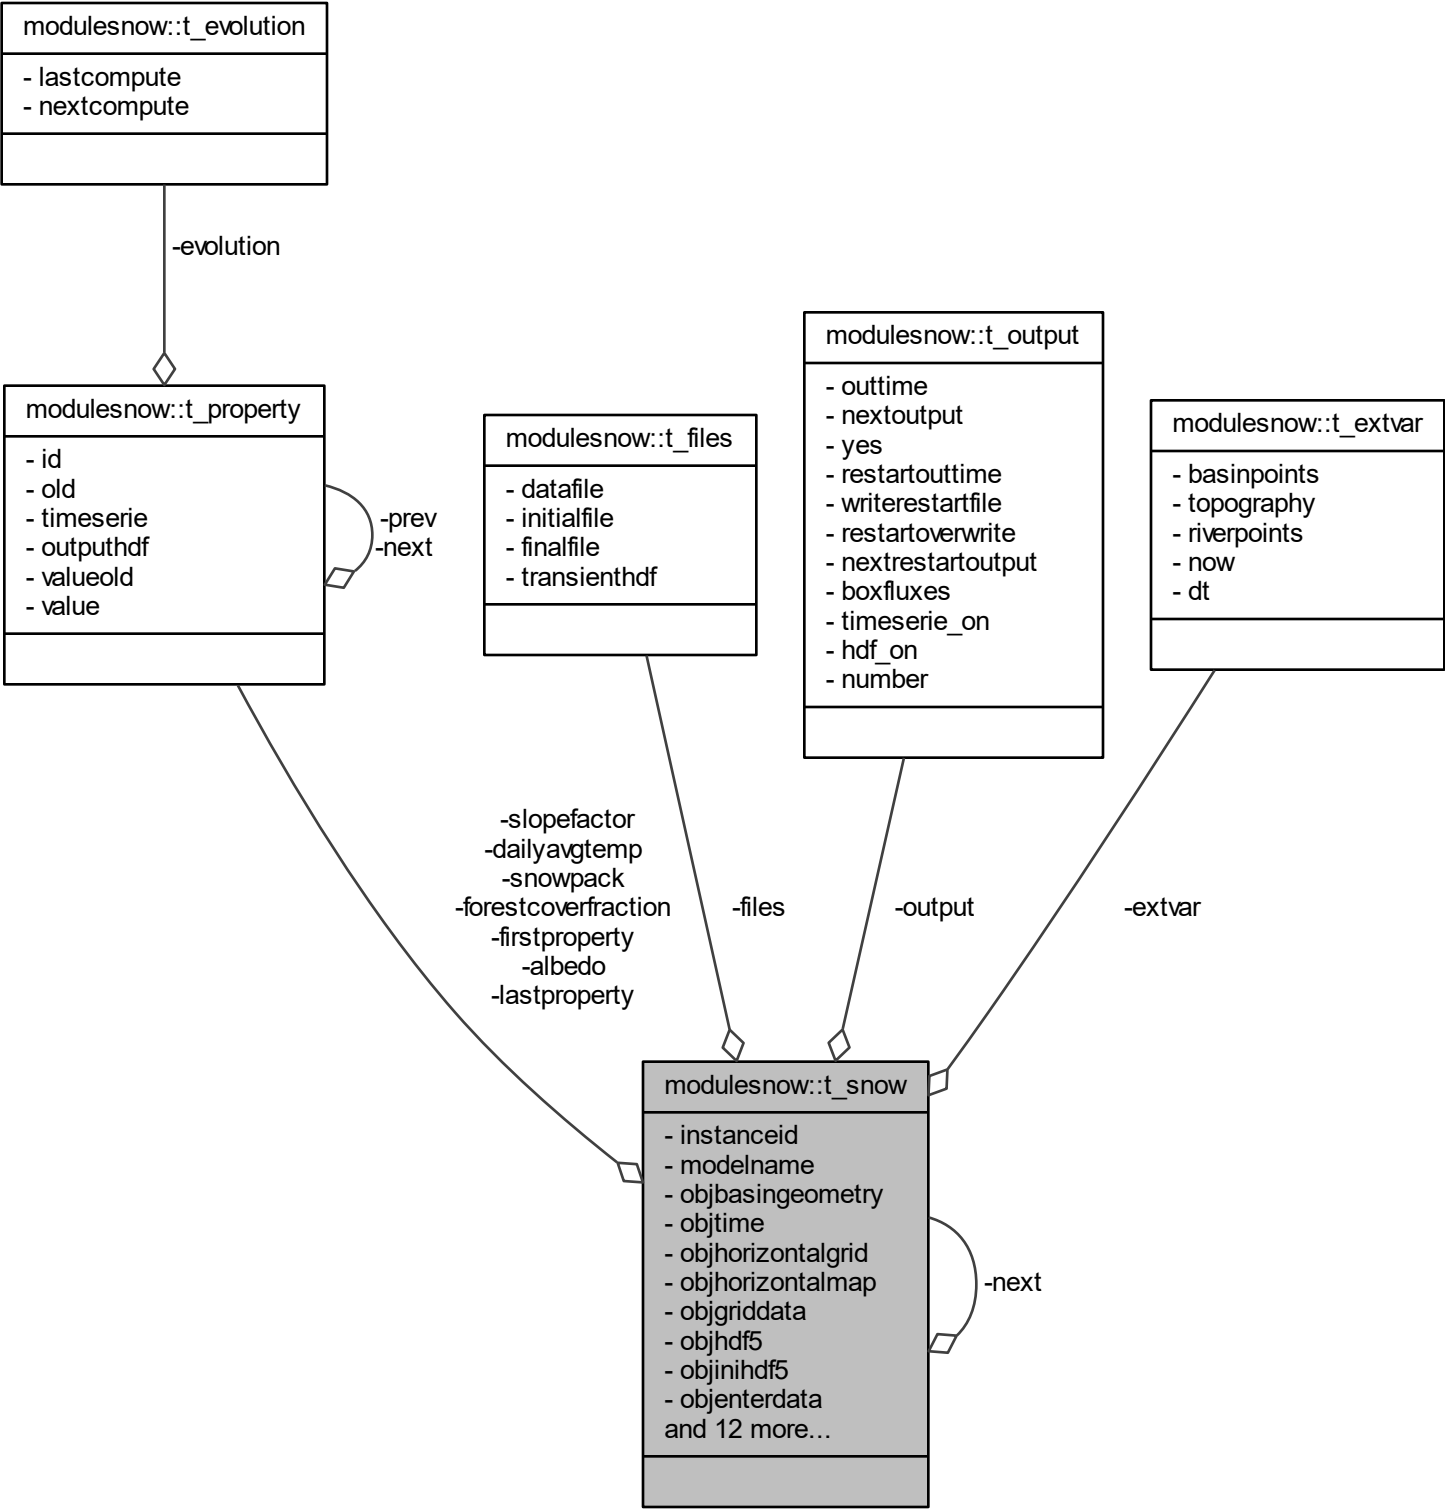 modulesnow::t_evolution
- lastcompute
- nextcompute
-evolution
modulesnow::t_property
- id
- old
- timeserie
- outputhdf
- valueold
- value
-prev
-next
modulesnow::t_files
- datafile
- initialfile
- finalfile
- transienthdf
modulesnow::t_output
- outtime
- nextoutput
- yes
- restartouttime
- writerestartfile
- restartoverwrite
- nextrestartoutput
- boxfluxes
- timeserie_on
- hdf_on
- number
modulesnow::t_extvar
- basinpoints
- topography
- riverpoints
- now
- dt
-slopefactor
-dailyavgtemp
-snowpack
-forestcoverfraction
-firstproperty
-albedo
-lastproperty
-files
-output
-extvar
modulesnow::t_snow
- instanceid
- modelname
- objbasingeometry
- objtime
- objhorizontalgrid
- objhorizontalmap
- objgriddata
- objhdf5
- objinihdf5
- objenterdata
and 12 more...
-next